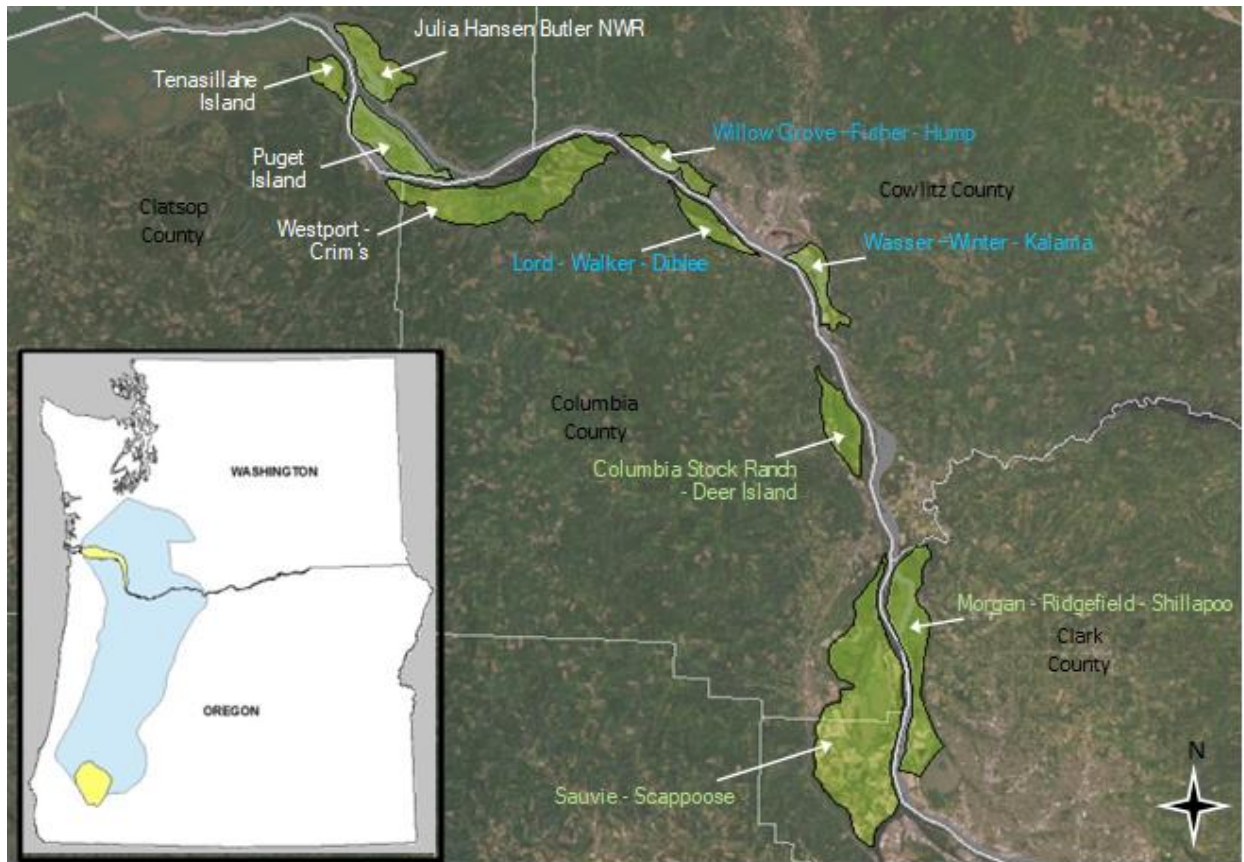 Julia Hansen Butler NWR
Tenasillahe
Island
Willow Grove - Fisher - Hump
Puget
Island
Cowlitz County
Clatsop
County
Westport -
Crim's
Lord - Walker - Diblee
Wasser - Winter - Kalama
Columbia
County
Columbia Stock Ranch
- Deer Island
WASHINGTON
Morgan - Ridgefield - Shillapoo
Clark
County
OREGON
N
Sauvie - Scappoose